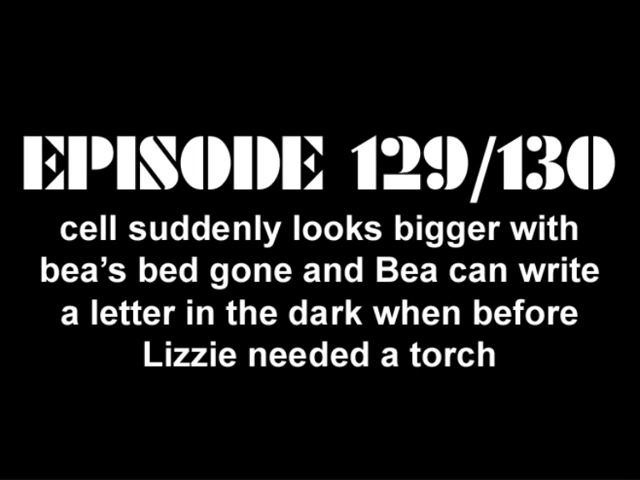 EPISODE 129/130
cell suddenly looks bigger with
bea’s bed gone and Bea can write
a letter in the dark when before
Lizzie needed a torch